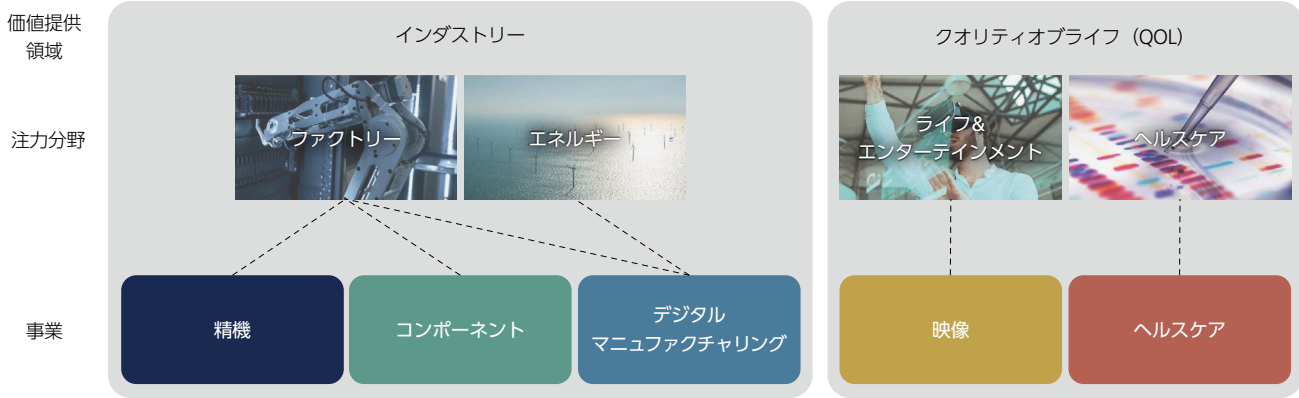 価値提供
領域
インダストリー
クオリティオブライフ（QOL）
注力分野
ファクトリー
エネルギー
ライフ&
エンターテインメント
ヘルスケア
事業
精機
コンポーネント
デジタル
マニュファクチャリング
映像
ヘルスケア